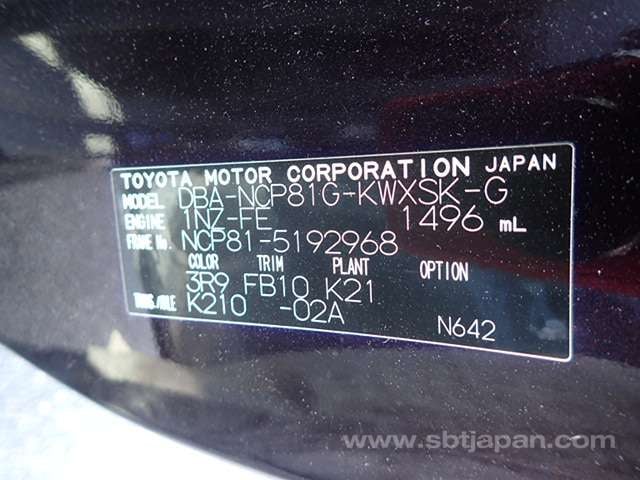 TOYOTA MOTOR CORPORATION JAPAN
MODEL DBA-NCP81G-KWXSK-G
ENGINE 1NZ-FE 1496 mL
FRAME No. NCP81-5192968
COLOR TRIM PLANT OPTION
3R9 FB10 K21
TRANS./AXLE K210 -02A
N642
www.sbtjapan.com